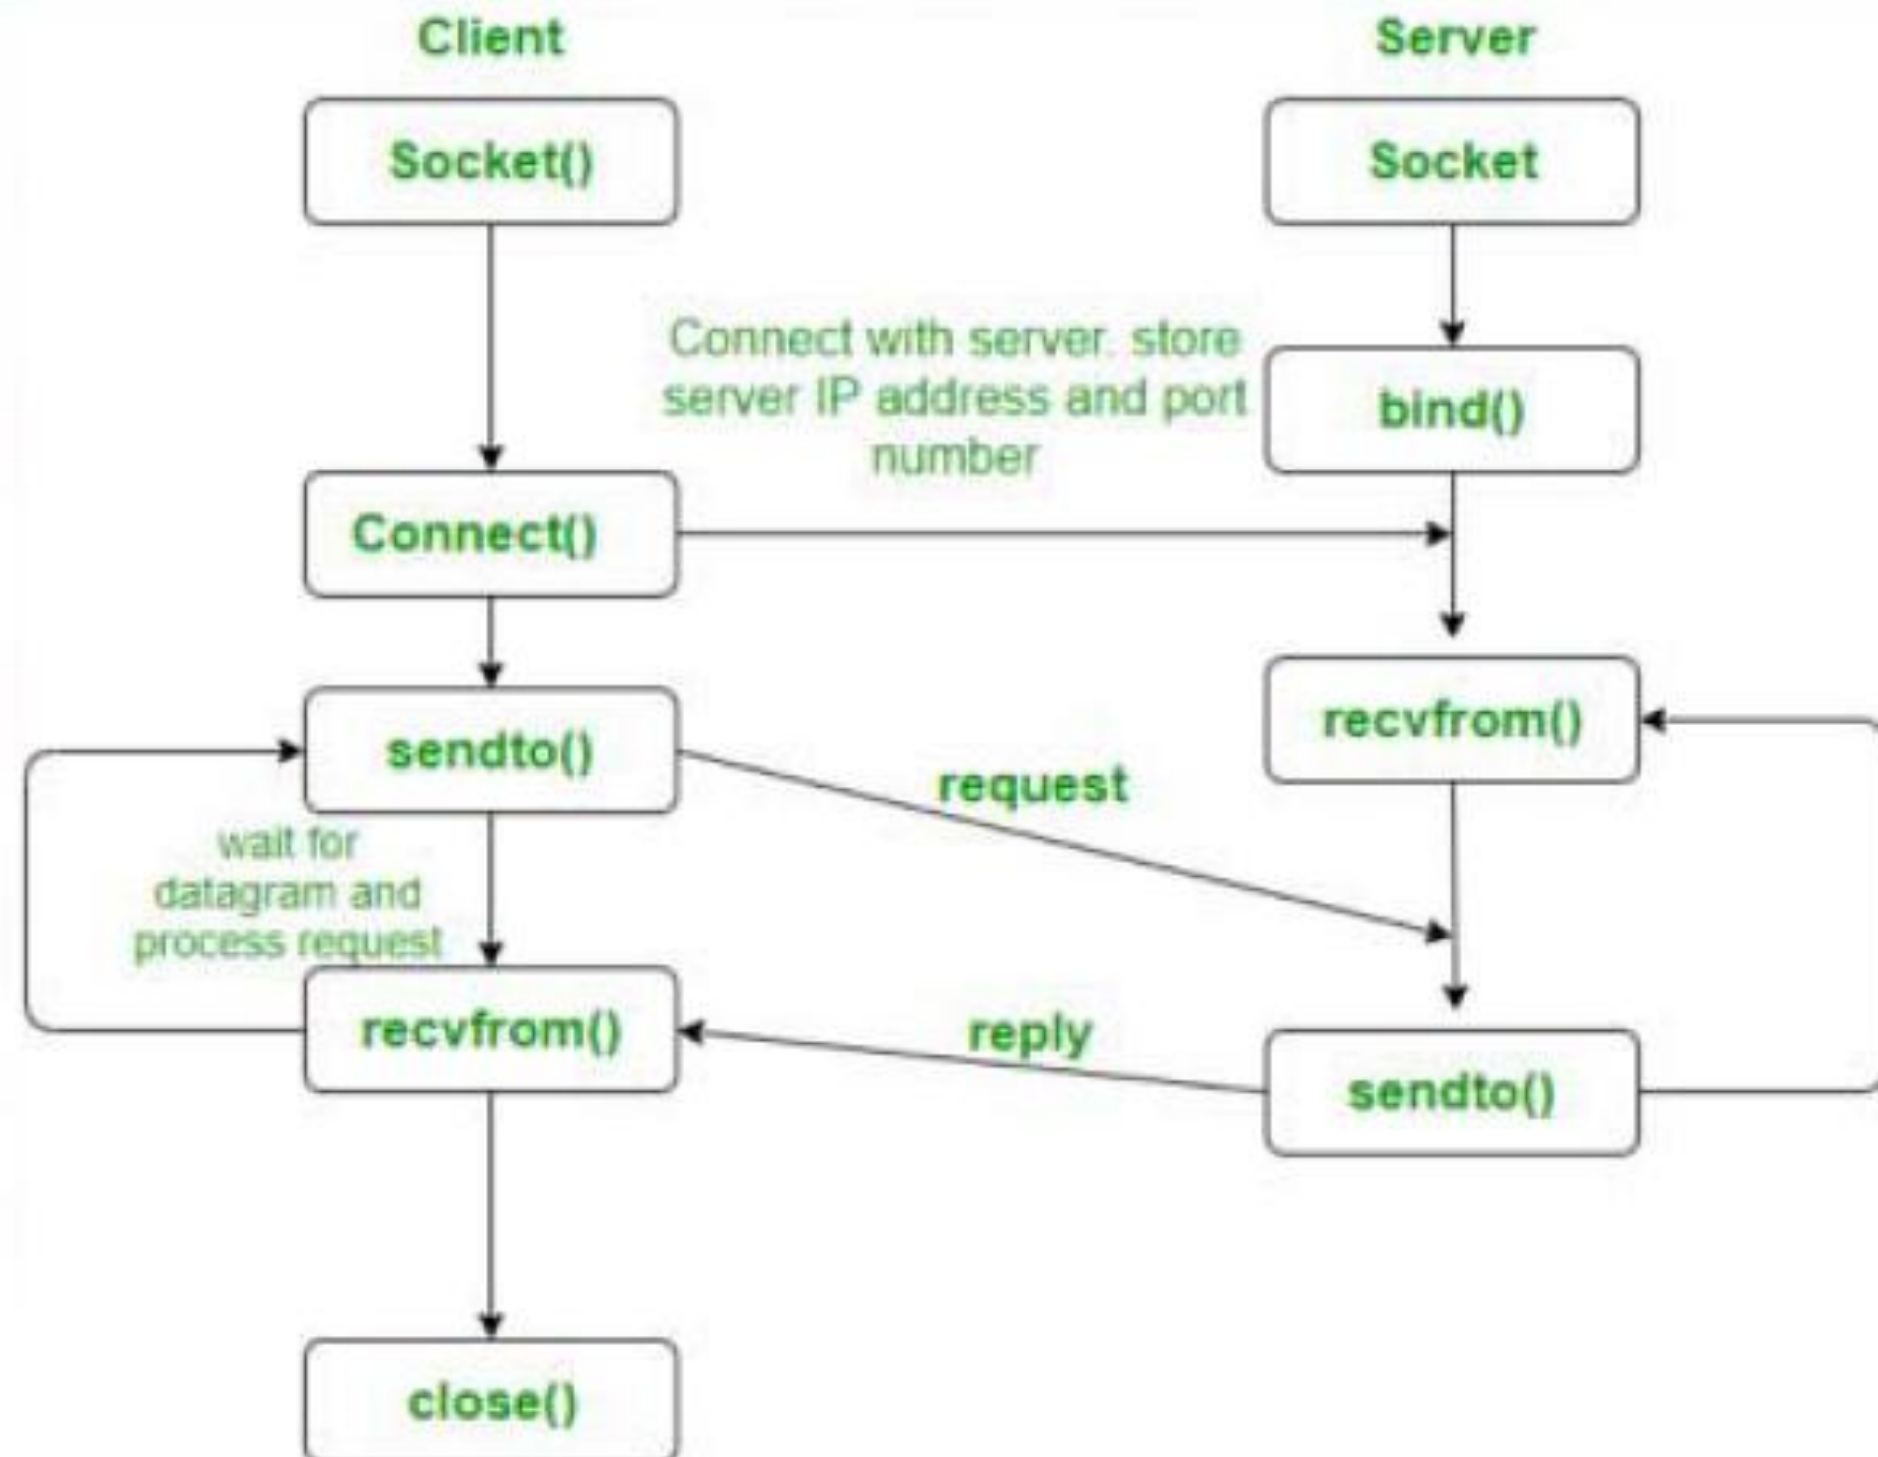 Client
Server
Socket()
Socket
Connect with server. store
server IP address and port
number
bind()
Connect()
sendto()
recvfrom()
request
wait for
datagram and
process request
recvfrom()
reply
sendto()
close()